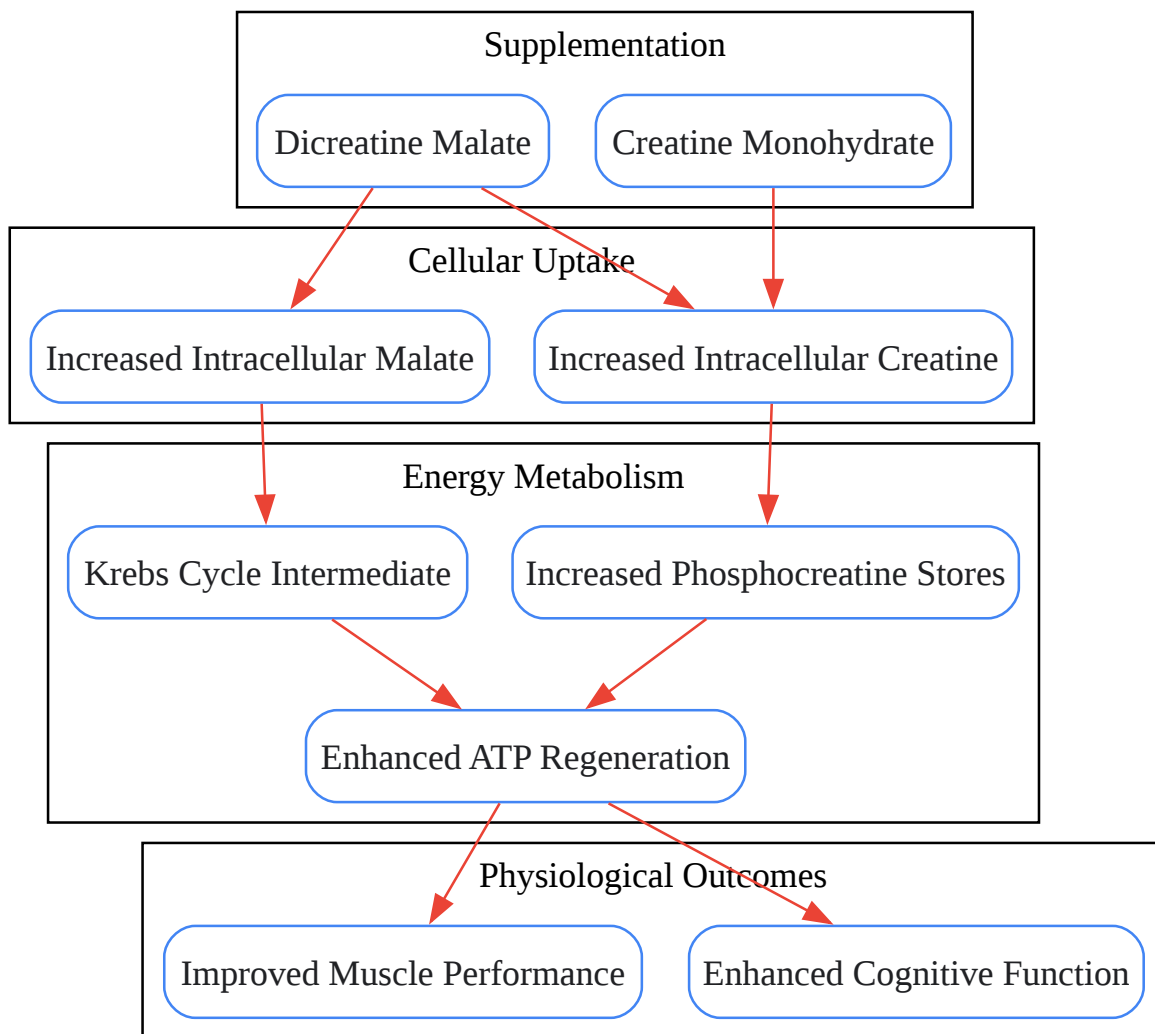 Supplementation
Dicreatine Malate
Creatine Monohydrate
Cellular Uptake
Increased Intracellular Malate
Increased Intracellular Creatine
Energy Metabolism
Krebs Cycle Intermediate
Increased Phosphocreatine Stores
Enhanced ATP Regeneration
Physiological Outcomes
Improved Muscle Performance
Enhanced Cognitive Function